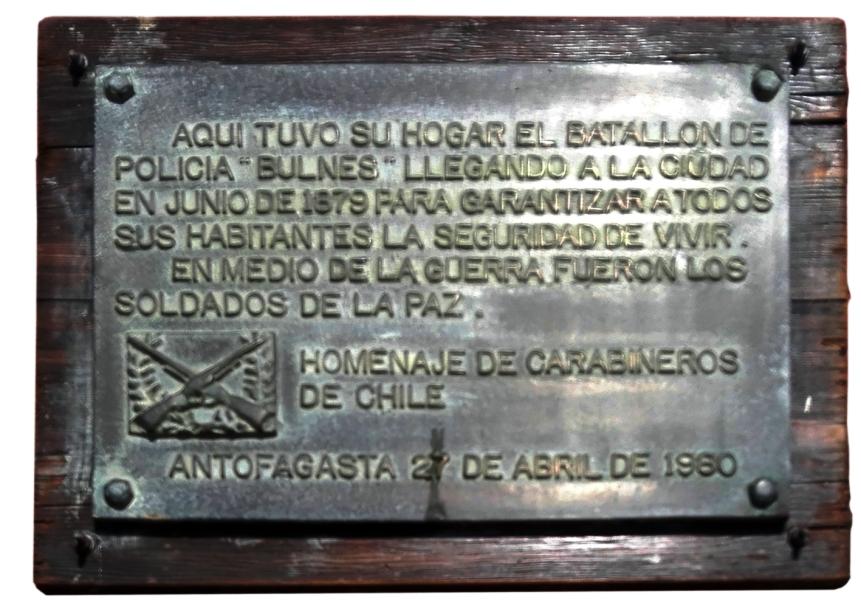 AQUI TUVO SU HOGAR EL BATALLON DE
POLICIA "BULNES" LLEGANDO A LA CIUDAD
EN JUNIO DE 1879 PARA GARANTIZAR A TODOS
SUS HABITANTES LA SEGURIDAD DE VIVIR.
EN MEDIO DE LA GUERRA FUERON LOS
SOLDADOS DE LA PAZ.
HOMENAJE DE CARABINEROS
DE CHILE
ANTOFAGASTA 27 DE ABRIL DE 1980